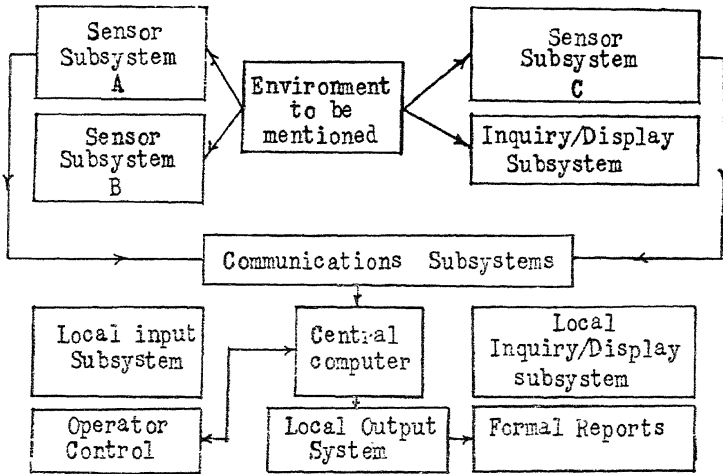 Sensor
Subsystem
A
Environment
to be
mentioned
Sensor
Subsystem
C
Sensor
Subsystem
B
Inquiry/Display
Subsystem
Communications Subsystems
Local input
Subsystem
Central
computer
Local
Inquiry/Display
subsystem
Operator
Control
Local Output
System
Formal Reports